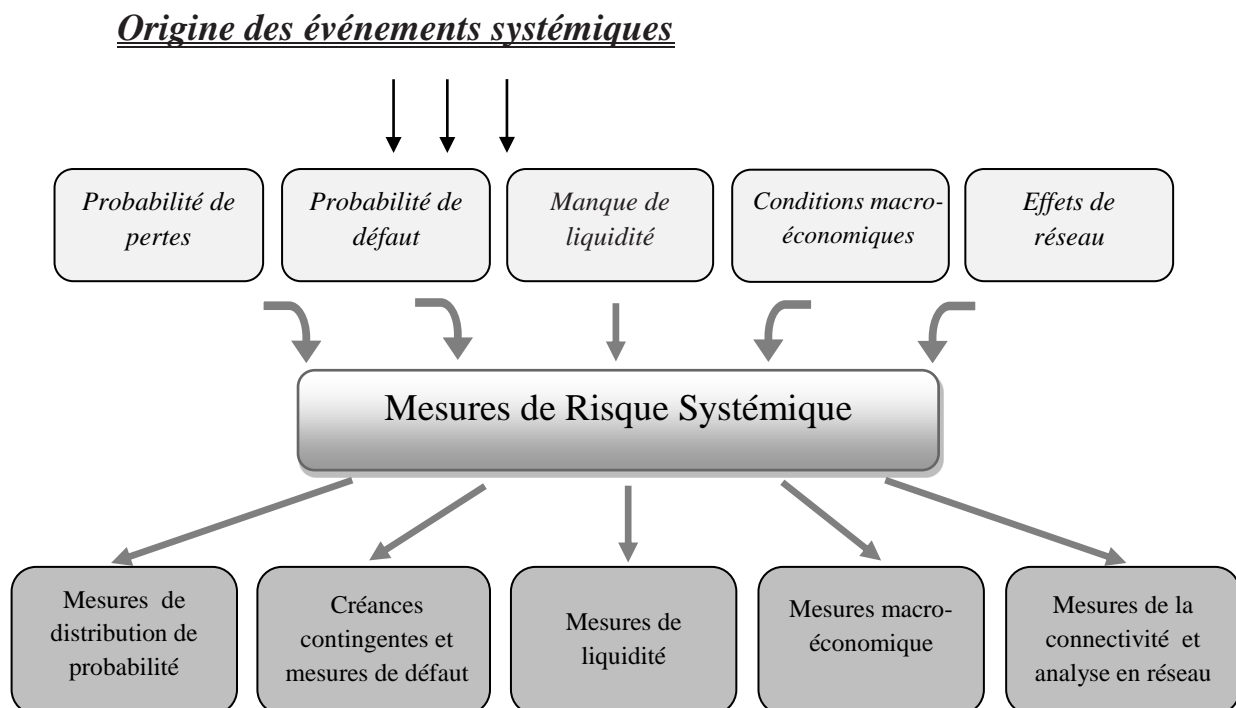 Origine des événements systémiques
Probabilité de
pertes
Probabilité de
défaut
Manque de
liquidité
Conditions macro-
économiques
Effets de
réseau
Mesures de Risque Systémique
Mesures de
distribution de
probabilité
Créances
contingentes et
mesures de défaut
Mesures de
liquidité
Mesures macro-
économique
Mesures de la
connectivité et
analyse en réseau